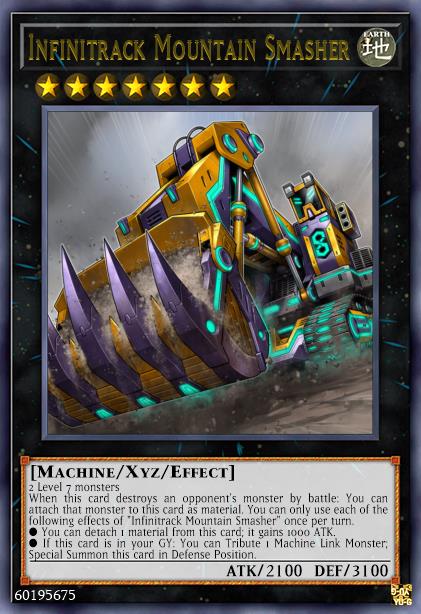 INFINITRACK MOUNTAIN SMASHER
EARTH
地
[MACHINE/XYZ/EFFECT]
2 Level 7 monsters
When this card destroys an opponent's monster by battle: You can
attach that monster to this card as material. You can only use each of the
following effects of "Infinitrack Mountain Smasher" once per turn.
● You can detach 1 material from this card; it gains 1000 ATK.
● If this card is in your GY: You can Tribute 1 Machine Link Monster;
Special Summon this card in Defense Position.
ATK/2100 DEF/3100
60195675